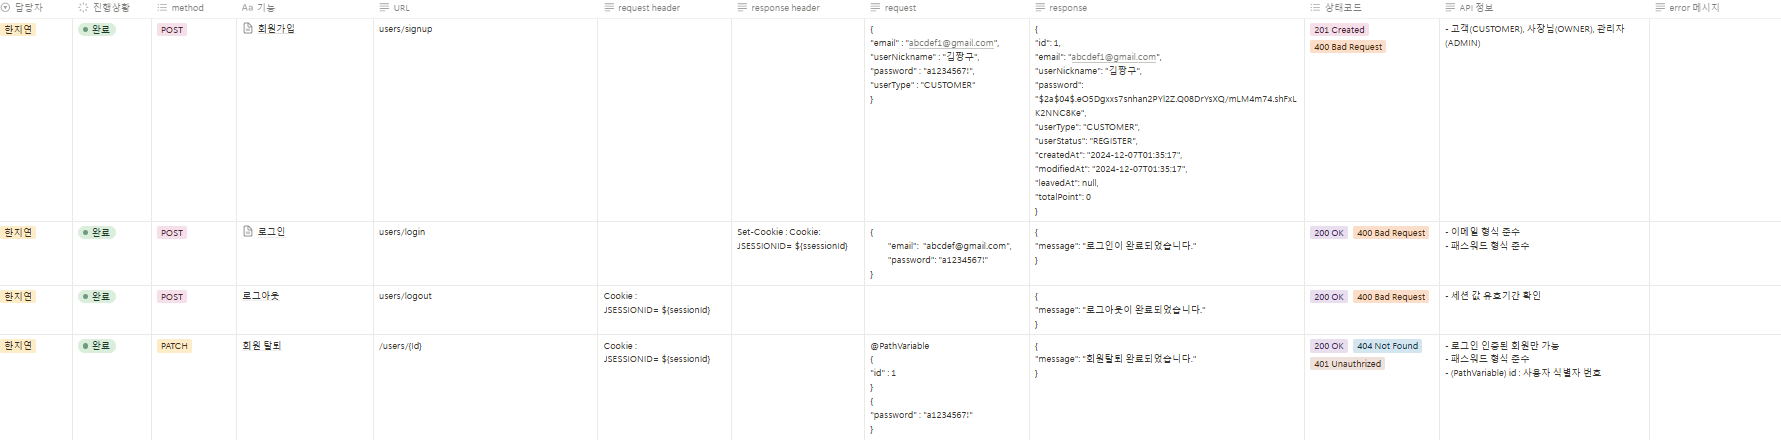 담당자 진행상황 method Aa 기능 URL request header response header request response 상태코드 API 정보 error 메시지
한지연 완료 POST 회원가입 users/signup
{
"email" : "abcdef1@gmail.com",
"userNickname" : "김짱구",
"password" : "a1234567!",
"userType" : "CUSTOMER"
}
{
"id": 1,
"email": "abcdef1@gmail.com",
"userNickname": "김짱구",
"password":
"$2a$04$.eO5Dgxxs7snhan2PYl2Z.Q08DrYsXQ/mLM4m74.shFxL
K2NNC8Ke",
"userType": "CUSTOMER",
"userStatus": "REGISTER",
"createdAt": "2024-12-07T01:35:17",
"modifiedAt": "2024-12-07T01:35:17",
"leavedAt": null,
"totalPoint": 0
}
201 Created
400 Bad Request
- 고객(CUSTOMER), 사장님(OWNER), 관리자
(ADMIN)
한지연 완료 POST 로그인 users/login
Set-Cookie : Cookie:
JSESSIONID= ${ssessionId}
{
"email": "abcdef@gmail.com",
"password": "a1234567!"
}
{
"message": "로그인이 완료되었습니다."
}
200 OK 400 Bad Request
- 이메일 형식 준수
- 패스워드 형식 준수
한지연 완료 POST 로그아웃 users/logout
Cookie :
JSESSIONID= ${sessionId}
{
"message": "로그아웃이 완료되었습니다."
}
200 OK 400 Bad Request
- 세션 값 유효기간 확인
한지연 완료 PATCH 회원 탈퇴 /users/{id}
Cookie :
JSESSIONID= ${sessionId}
@PathVariable
{
"id" : 1
}
{
"password" : "a1234567!"
}
{
"message": "회원탈퇴 완료되었습니다."
}
200 OK 404 Not Found
401 Unauthrized
- 로그인 인증된 회원만 가능
- 패스워드 형식 준수
- (PathVariable) id : 사용자 식별자 번호